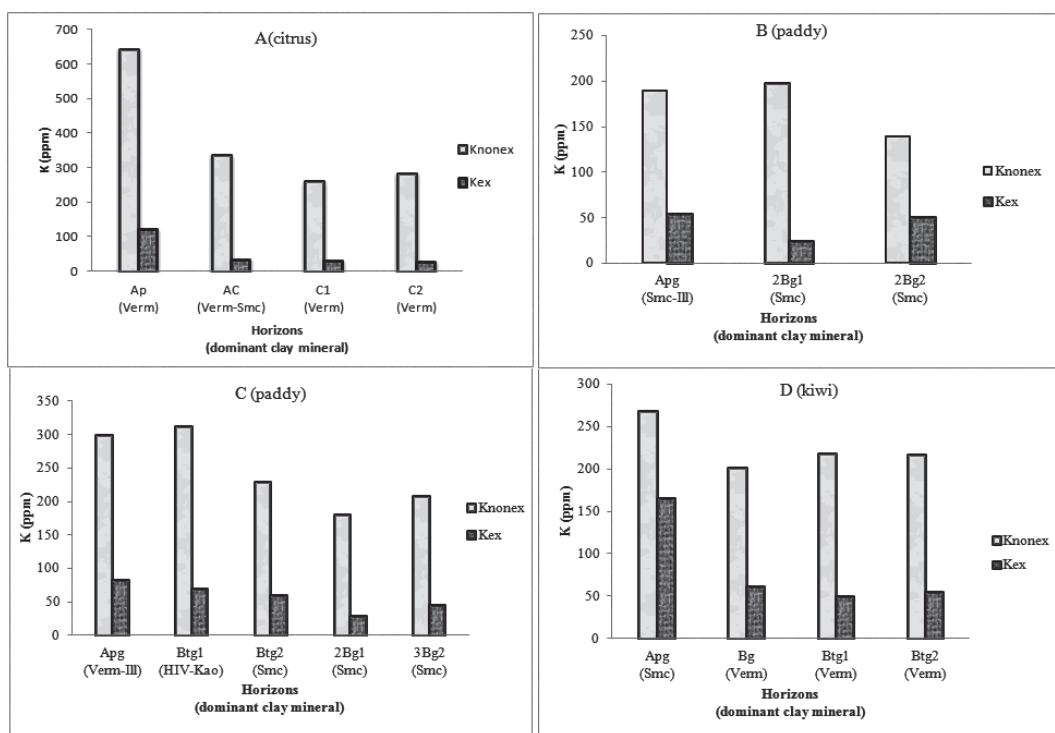 A(citrus)
700
600
500
400
300
200
100
0
K (ppm)
Knonex
Kex
Ap AC C1 C2
(Verm) (Verm-Smc) (Verm) (Verm)
Horizons
(dominant clay mineral)
B (paddy)
250
200
150
100
50
0
K (ppm)
Knonex
Kex
Apg 2Bg1 2Bg2
(Smc-Ill) (Smc) (Smc)
Horizons
(dominant clay mineral)
C (paddy)
350
300
250
200
150
100
50
0
K (ppm)
Knonex
Kex
Apg Btg1 Btg2 2Bg1 3Bg2
(Verm-Ill) (HIV-Kao) (Smc) (Smc) (Smc)
Horizons
(dominant clay mineral)
D (kiwi)
300
250
200
150
100
50
0
K (ppm)
Knonex
Kex
Apg Bg Btg1 Btg2
(Smc) (Verm) (Verm) (Verm)
Horizons
(dominant clay mineral)